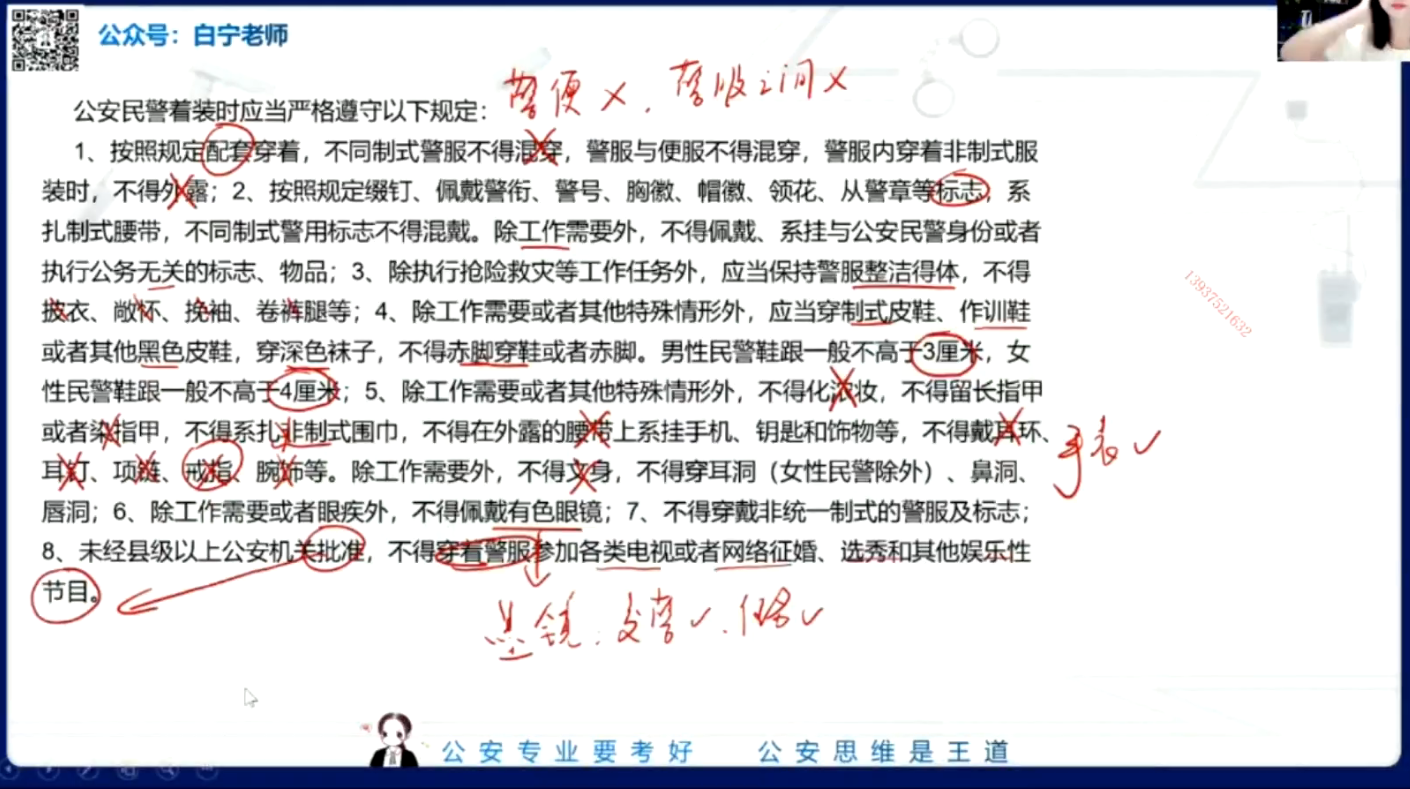 公众号：白宁老师
警便 ×．警服之间 ×
公安民警着装时应当严格遵守以下规定：
1、按照规定配套穿着，不同制式警服不得混穿，警服与便服不得混穿，警服内穿着非制式服
装时，不得外露；2、按照规定缀钉、佩戴警衔、警号、胸徽、帽徽、领花、从警章等标志，系
扎制式腰带，不同制式警用标志不得混戴。除工作需要外，不得佩戴、系挂与公安民警身份或者
执行公务无关的标志、物品；3、除执行抢险救灾等工作任务外，应当保持警服整洁得体，不得
披衣、敞怀、挽袖、卷裤腿等；4、除工作需要或者其他特殊情形外，应当穿制式皮鞋、作训鞋
或者其他黑色皮鞋，穿深色袜子，不得赤脚穿鞋或者赤脚。男性民警鞋跟一般不高于3厘米，女
性民警鞋跟一般不高于4厘米；5、除工作需要或者其他特殊情形外，不得化浓妆，不得留长指甲
或者染指甲，不得系扎非制式围巾，不得在外露的腰带上系挂手机、钥匙和饰物等，不得戴耳环、
耳钉、项链、戒指、腕饰等。除工作需要外，不得文身，不得穿耳洞（女性民警除外）、鼻洞、
唇洞；6、除工作需要或者眼疾外，不得佩戴有色眼镜；7、不得穿戴非统一制式的警服及标志；
8、未经县级以上公安机关批准，不得穿着警服参加各类电视或者网络征婚、选秀和其他娱乐性
节目。
手表 ✓
墨镜．交警 ✓．
13937521632
公安专业要考好 公安思维是王道